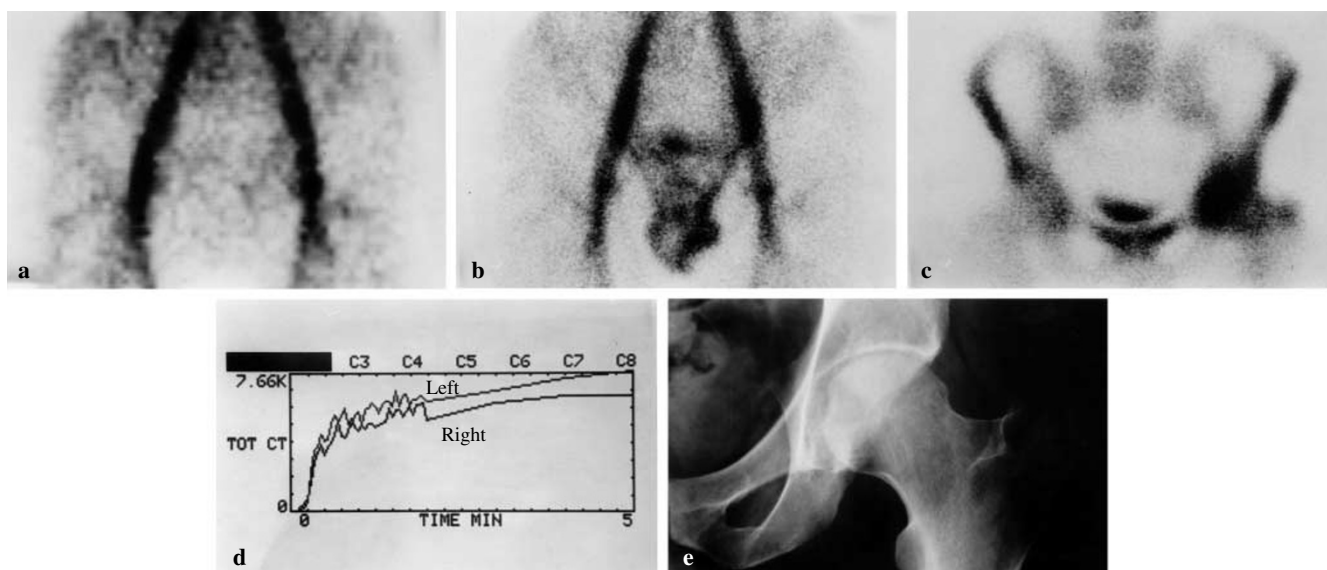 a
b
c
C3 C4 C5 C6 C7 C8
7.66K
Left
TOT CT
Right
0
0 TIME MIN 5
d
e